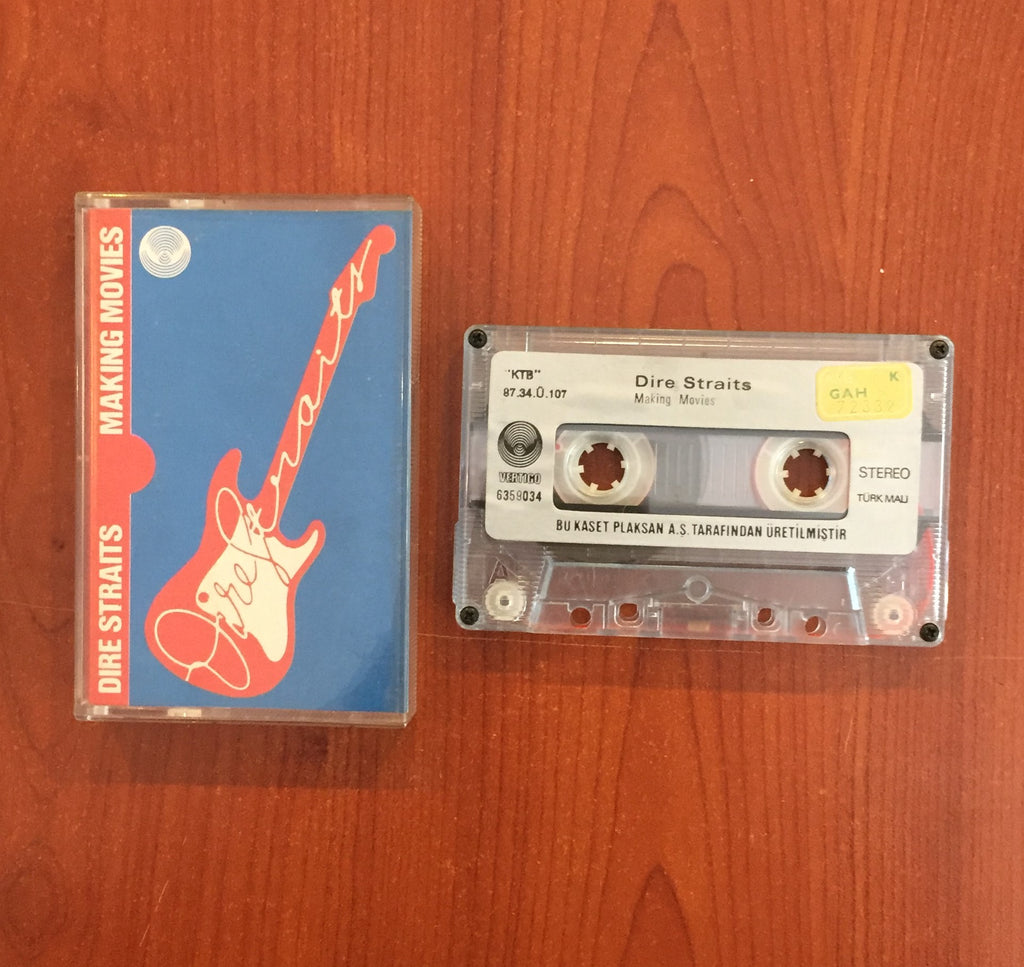 DIRE STRAITS MAKING MOVIES
Dire Straits
"KTB"
87.34.Ü.107
Dire Straits
Making Movies
K
GAH
VERTIGO
6359034
STEREO
TÜRK MALI
BU KASET PLAKSAN A.Ş. TARAFINDAN ÜRETİLMİŞTİR
A